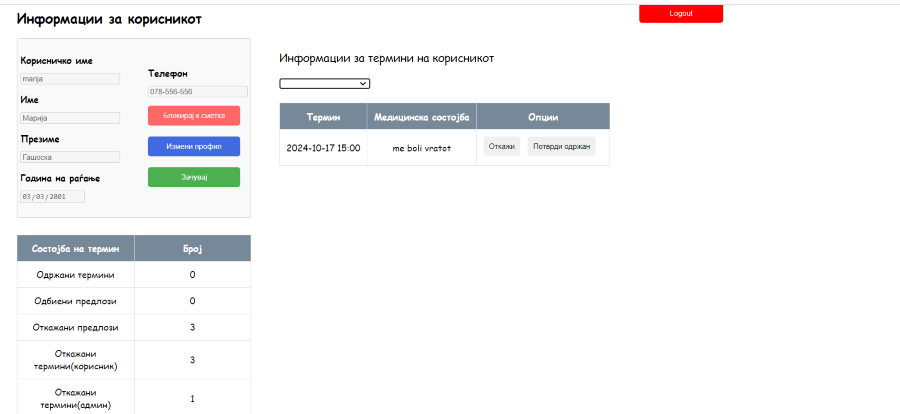 Информации за корисникот
Logout
Корисничко име
marija
Име
Марија
Презиме
Гашоска
Година на раѓање
03/03/2001
Телефон
078-556-556
Блокирај к.сметка
Измени профил
Зачувај
Информации за термини на корисникот
Термин Медицинска состојба Опции
2024-10-17 15:00 me boli vratot Откажи Потврди одржан
Состојба на термин Број
Одржани термини 0
Одбиени предлози 0
Откажани предлози 3
Откажани
термини(корисник) 3
Откажани
термини(админ) 1